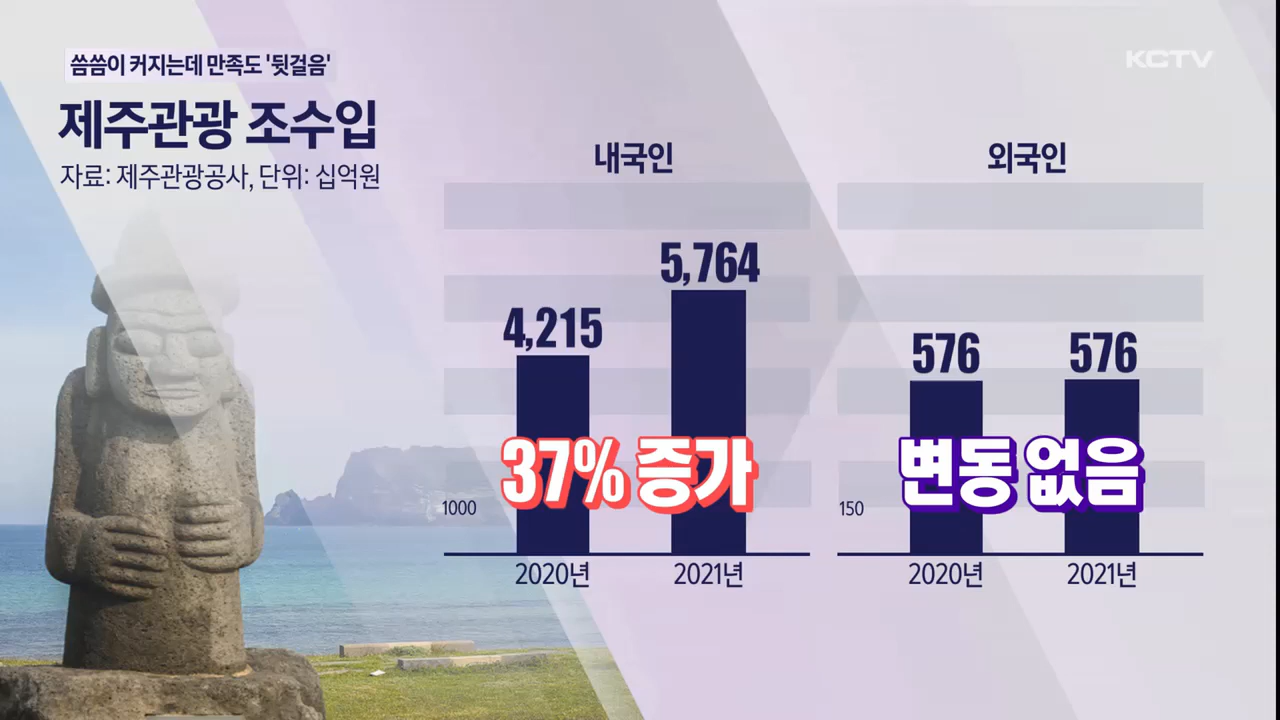 씀씀이 커지는데 만족도 '뒷걸음'
KCTV
제주관광 조수입
자료: 제주관광공사, 단위: 십억원
내국인
4,215
5,764
37% 증가
1000
2020년
2021년
외국인
576
576
변동 없음
150
2020년
2021년